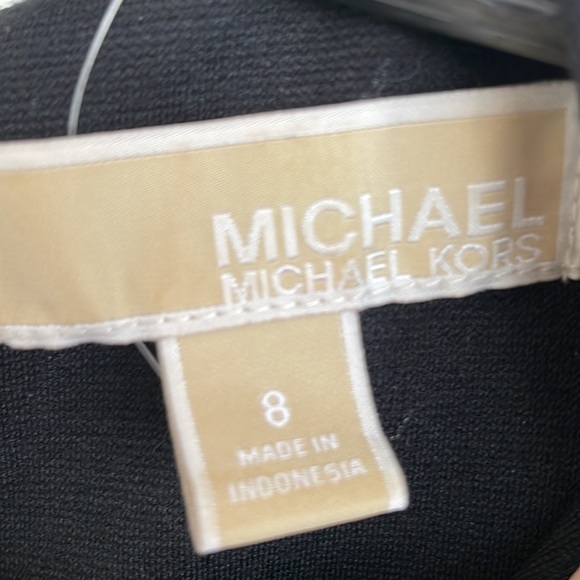 MICHAEL
MICHAEL KORS
8
MADE IN
INDONESIA